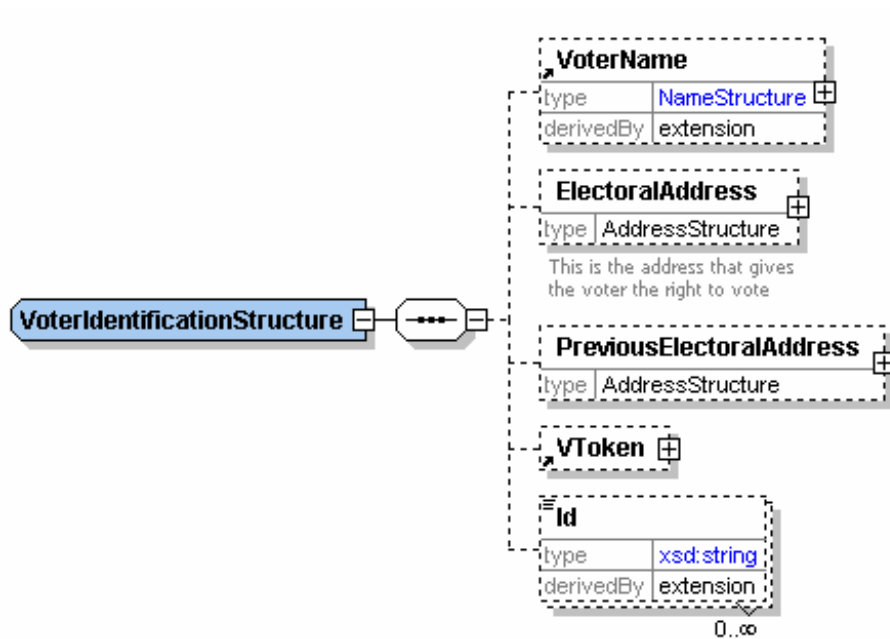 VoterName
type NameStructure
derivedBy extension
ElectoralAddress
type AddressStructure
This is the address that gives
the voter the right to vote
VoterIdentificationStructure
PreviousElectoralAddress
type AddressStructure
VToken
Id
type xsd:string
derivedBy extension
0..∞